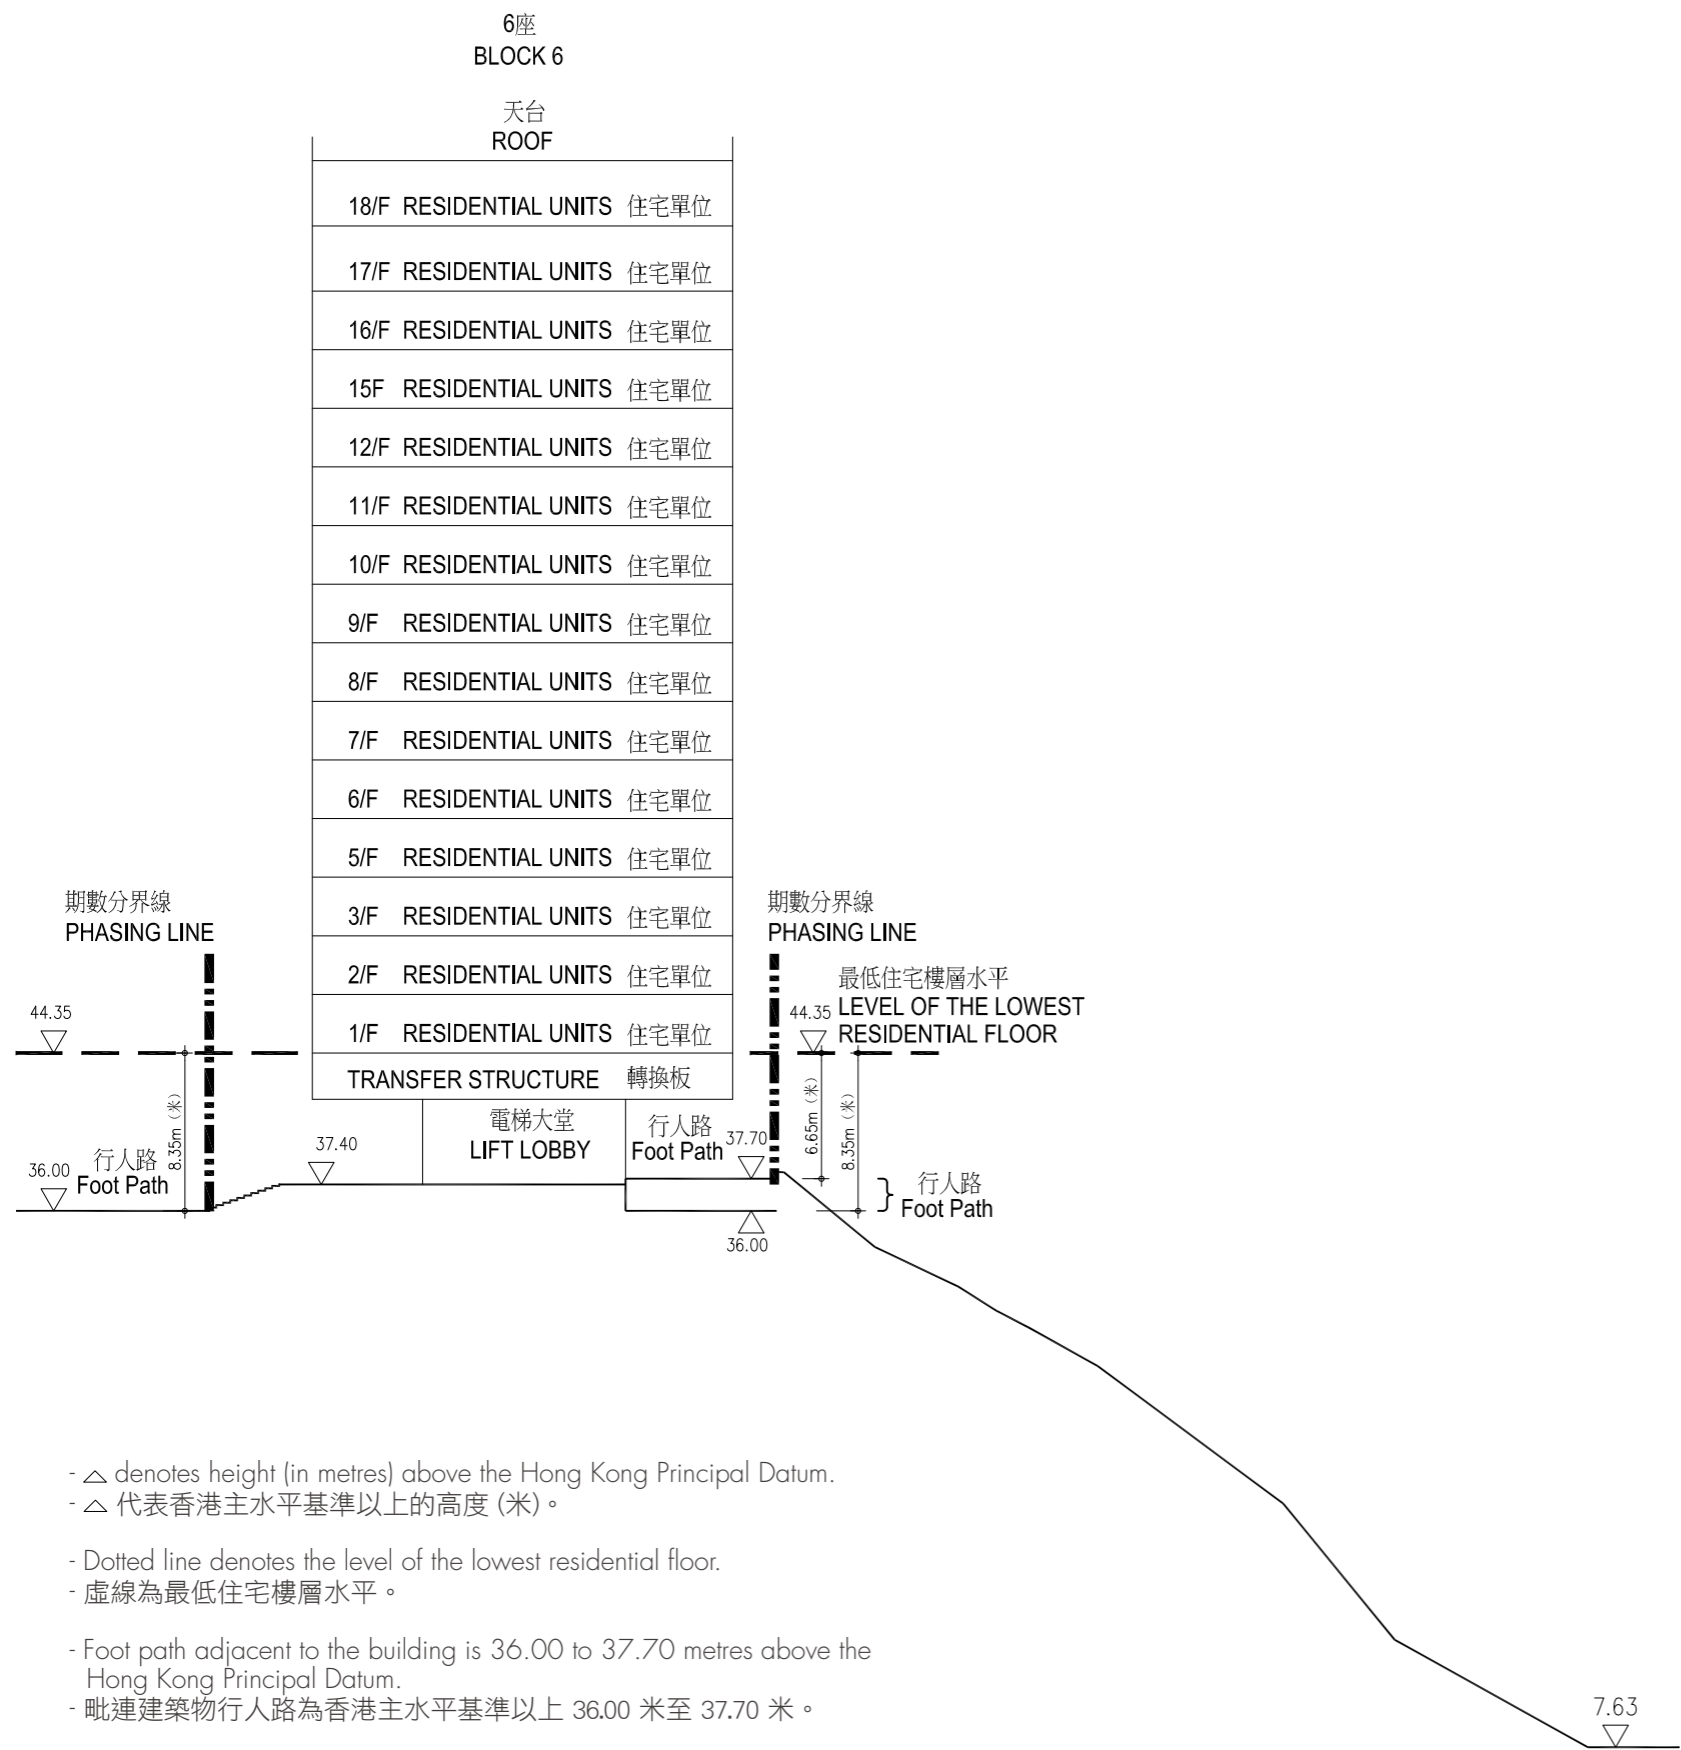 6座
BLOCK 6
天台
ROOF
18/F RESIDENTIAL UNITS 住宅單位
17/F RESIDENTIAL UNITS 住宅單位
16/F RESIDENTIAL UNITS 住宅單位
15F RESIDENTIAL UNITS 住宅單位
12/F RESIDENTIAL UNITS 住宅單位
11/F RESIDENTIAL UNITS 住宅單位
10/F RESIDENTIAL UNITS 住宅單位
9/F RESIDENTIAL UNITS 住宅單位
8/F RESIDENTIAL UNITS 住宅單位
7/F RESIDENTIAL UNITS 住宅單位
6/F RESIDENTIAL UNITS 住宅單位
5/F RESIDENTIAL UNITS 住宅單位
3/F RESIDENTIAL UNITS 住宅單位
2/F RESIDENTIAL UNITS 住宅單位
1/F RESIDENTIAL UNITS 住宅單位
TRANSFER STRUCTURE 轉換板
電梯大堂
LIFT LOBBY
行人路
Foot Path
37.70
36.00
37.40
期數分界線
PHASING LINE
44.35
8.35m (米)
行人路
Foot Path
36.00
期數分界線
PHASING LINE
最低住宅樓層水平
LEVEL OF THE LOWEST
RESIDENTIAL FLOOR
44.35
6.65m (米)
8.35m (米)
行人路
Foot Path
7.63
- △ denotes height (in metres) above the Hong Kong Principal Datum.
- △ 代表香港主水平基準以上的高度 (米)。
- Dotted line denotes the level of the lowest residential floor.
- 虛線為最低住宅樓層水平。
- Foot path adjacent to the building is 36.00 to 37.70 metres above the
Hong Kong Principal Datum.
- 毗連建築物行人路為香港主水平基準以上 36.00 米至 37.70 米。